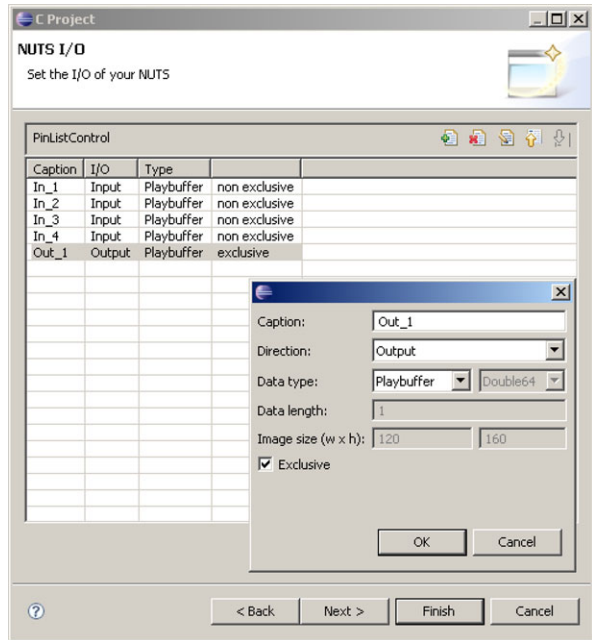 C Project
NUTS I/O
Set the I/O of your NUTS
PinListControl
Caption I/O Type
In_1 Input Playbuffer non exclusive
In_2 Input Playbuffer non exclusive
In_3 Input Playbuffer non exclusive
In_4 Input Playbuffer non exclusive
Out_1 Output Playbuffer exclusive
Caption: Out_1
Direction: Output
Data type: Playbuffer Double64
Data length: 1
Image size (w x h): 120 160
Exclusive
OK Cancel
? < Back Next > Finish Cancel